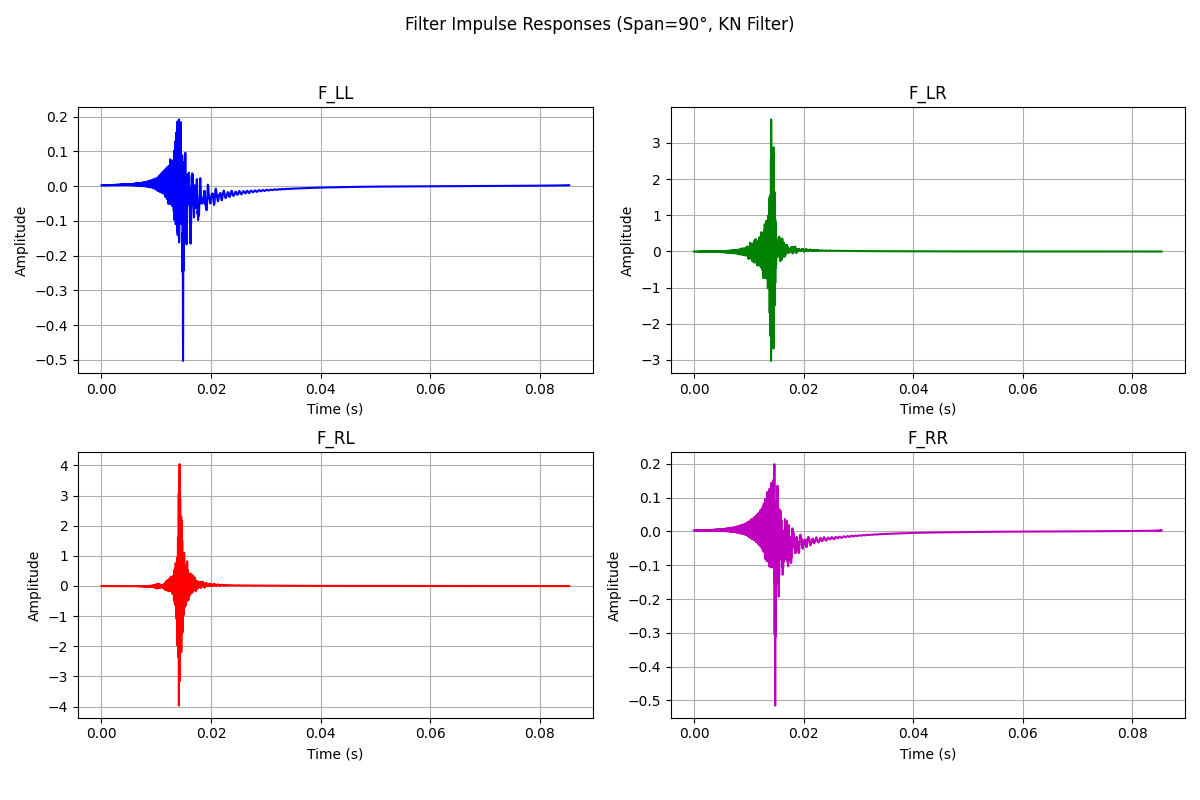 Filter Impulse Responses (Span=90°, KN Filter)
F_LL
0.2
0.1
0.0
−0.1
−0.2
−0.3
−0.4
−0.5
Amplitude
0.00 0.02 0.04 0.06 0.08
Time (s)
F_LR
3
2
1
0
−1
−2
−3
Amplitude
0.00 0.02 0.04 0.06 0.08
Time (s)
F_RL
4
3
2
1
0
−1
−2
−3
−4
Amplitude
0.00 0.02 0.04 0.06 0.08
Time (s)
F_RR
0.2
0.1
0.0
−0.1
−0.2
−0.3
−0.4
−0.5
Amplitude
0.00 0.02 0.04 0.06 0.08
Time (s)